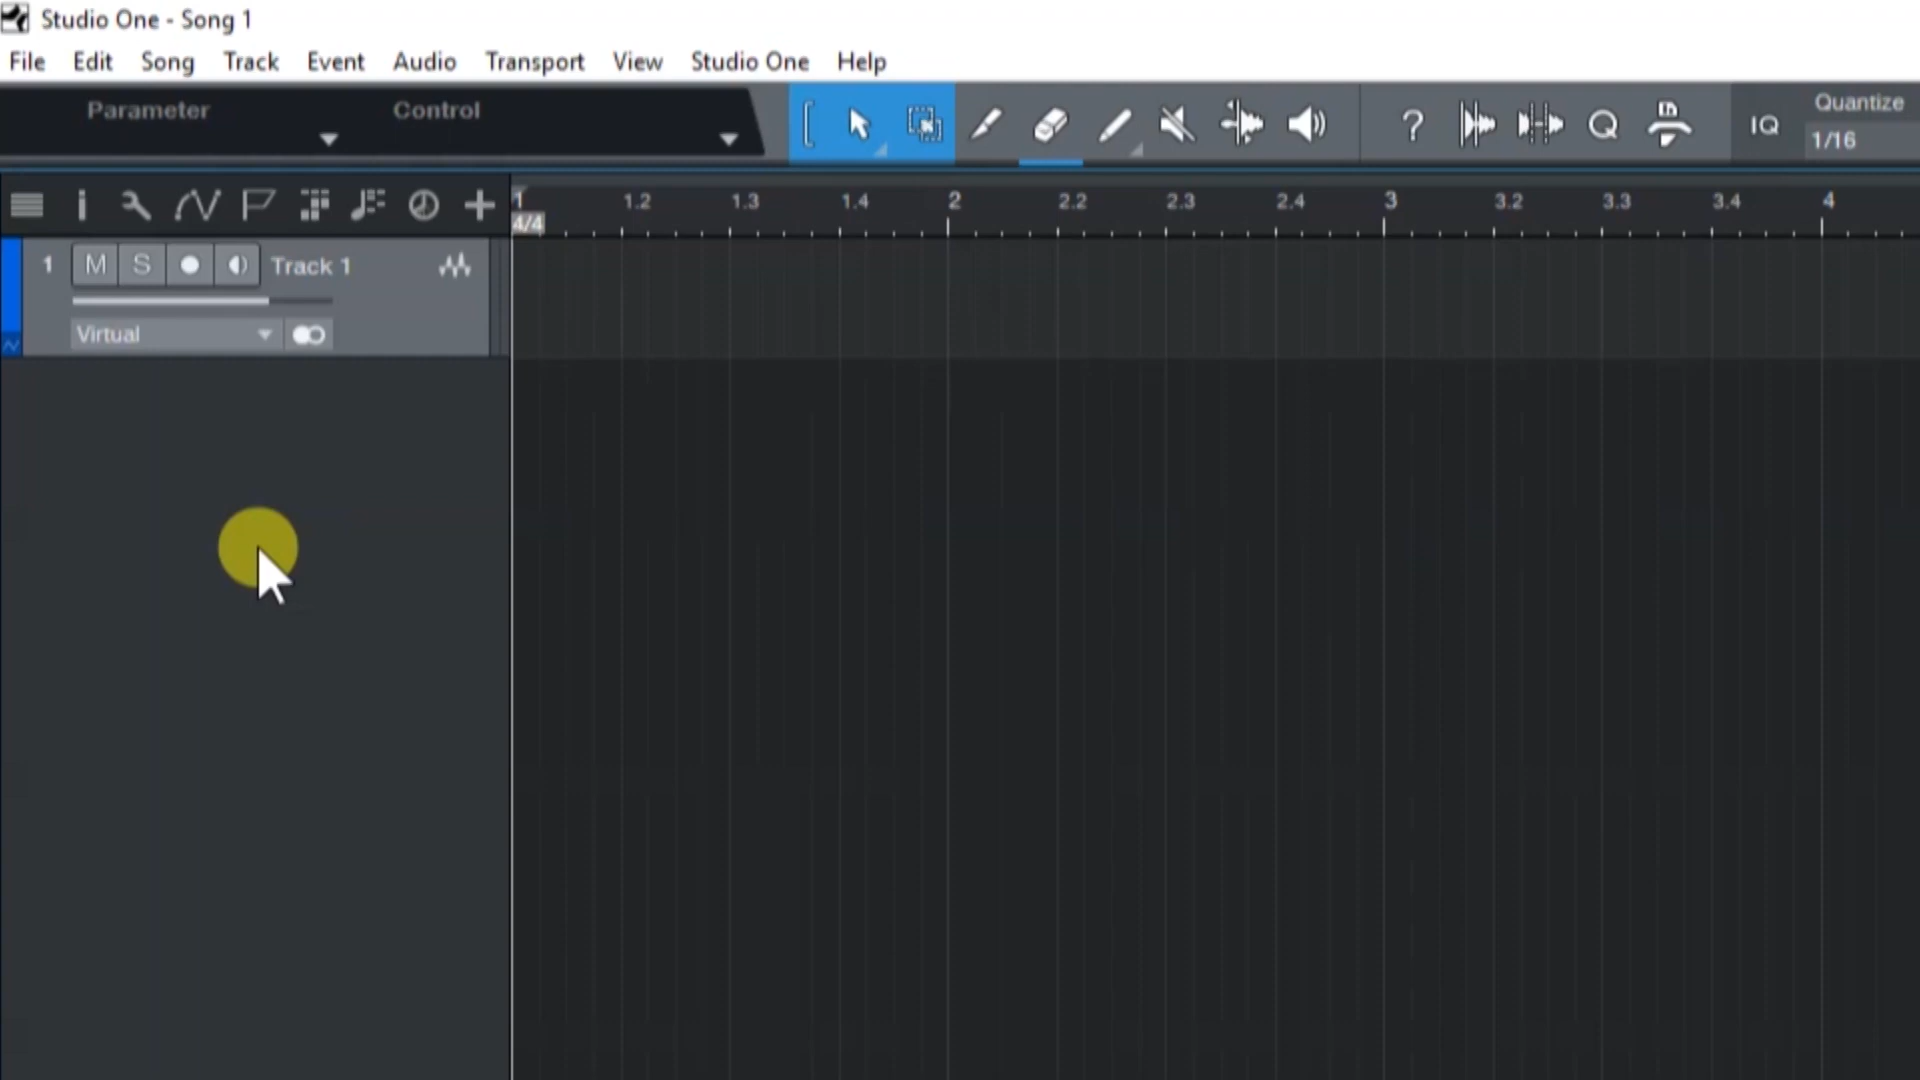 Studio One - Song 1
File Edit Song Track Event Audio Transport View Studio One Help
Parameter Control
Quantize
IQ 1/16
1 1.2 1.3 1.4 2 2.2 2.3 2.4 3 3.2 3.3 3.4 4
4/4
1 M S Track 1
Virtual